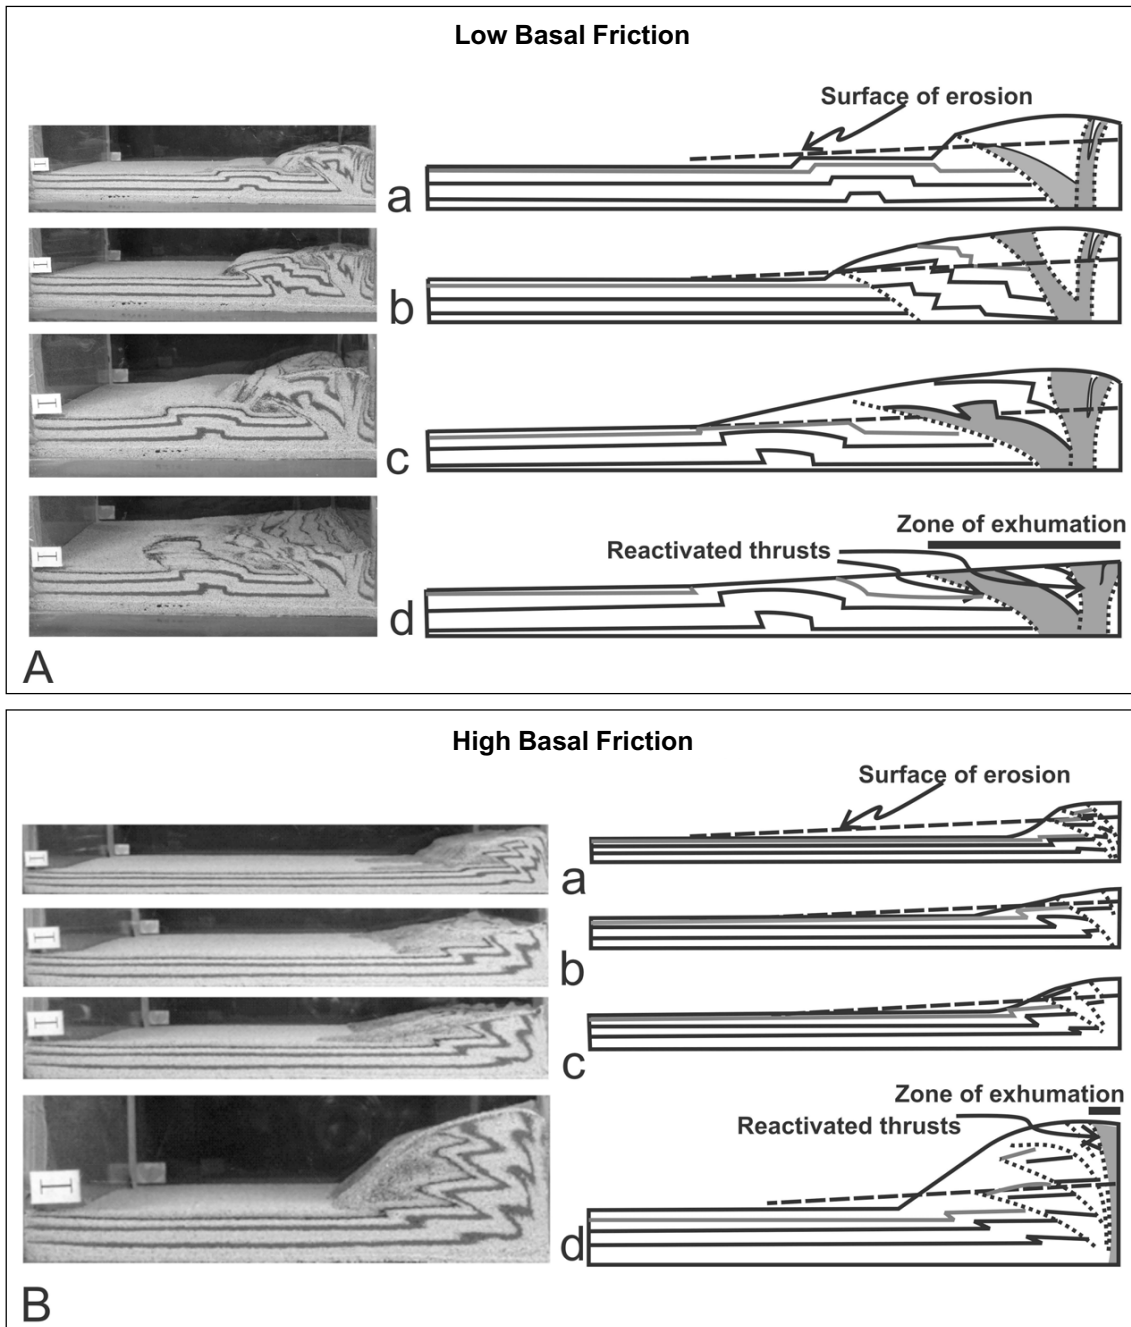 Low Basal Friction
Surface of erosion
a
b
c
Zone of exhumation
Reactivated thrusts
d
A
High Basal Friction
Surface of erosion
a
b
c
Zone of exhumation
Reactivated thrusts
d
B